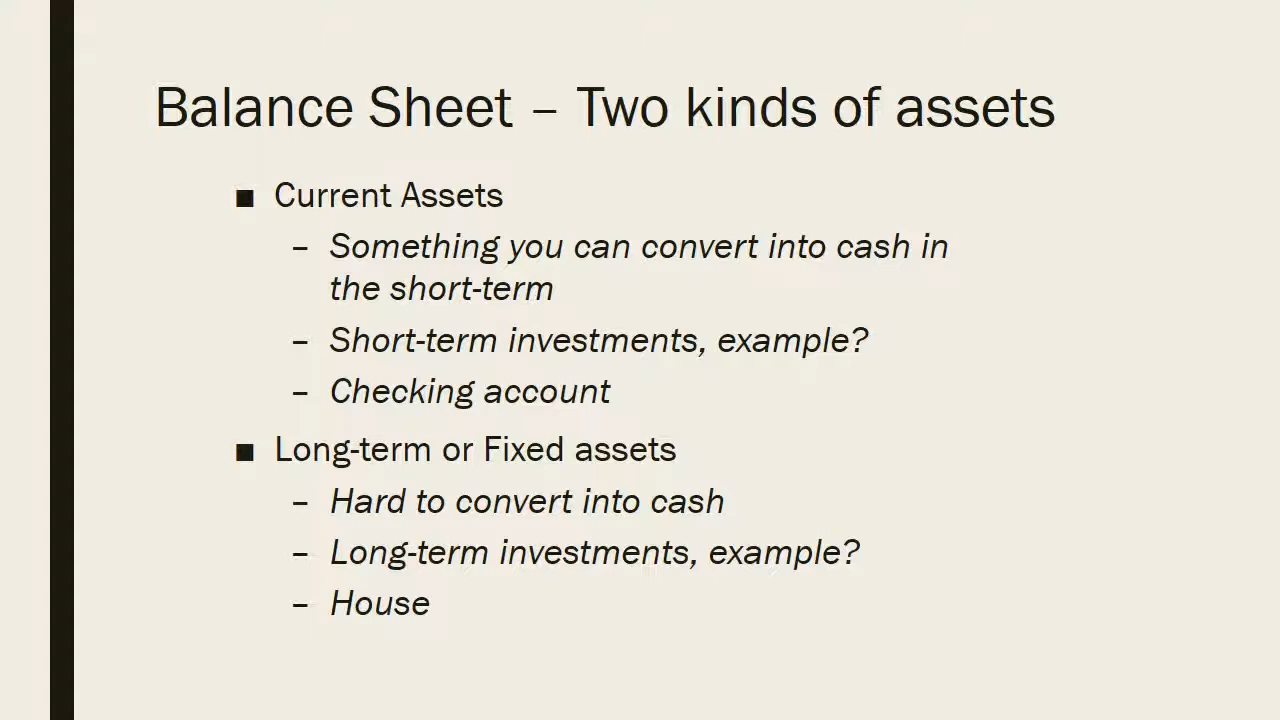 Balance Sheet – Two kinds of assets
■ Current Assets
– Something you can convert into cash in
the short-term
– Short-term investments, example?
– Checking account
■ Long-term or Fixed assets
– Hard to convert into cash
– Long-term investments, example?
– House